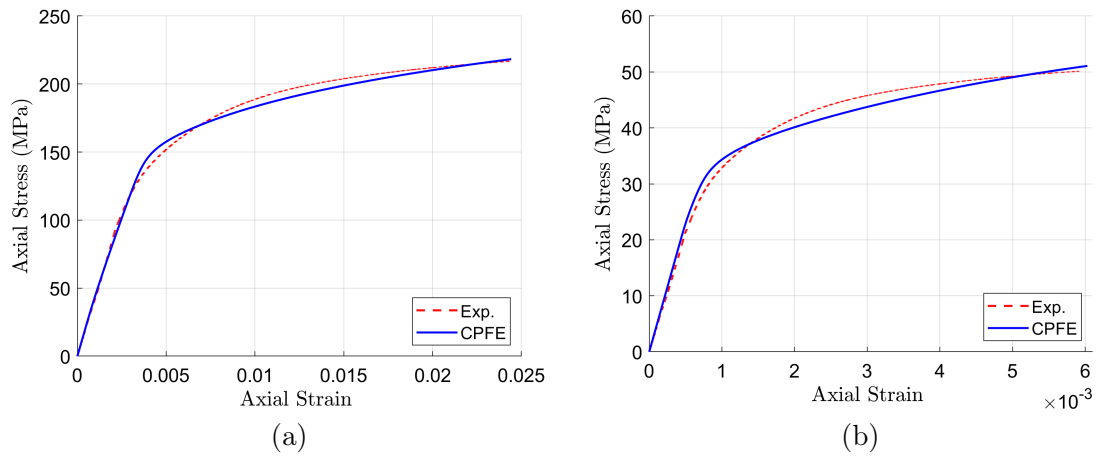 250
200
150
100
50
0
Axial Stress (MPa)
0 0.005 0.01 0.015 0.02 0.025
Axial Strain
Exp.
CPFE
(a)
60
50
40
30
20
10
0
Axial Stress (MPa)
0 1 2 3 4 5 6
Axial Strain
×10-3
Exp.
CPFE
(b)